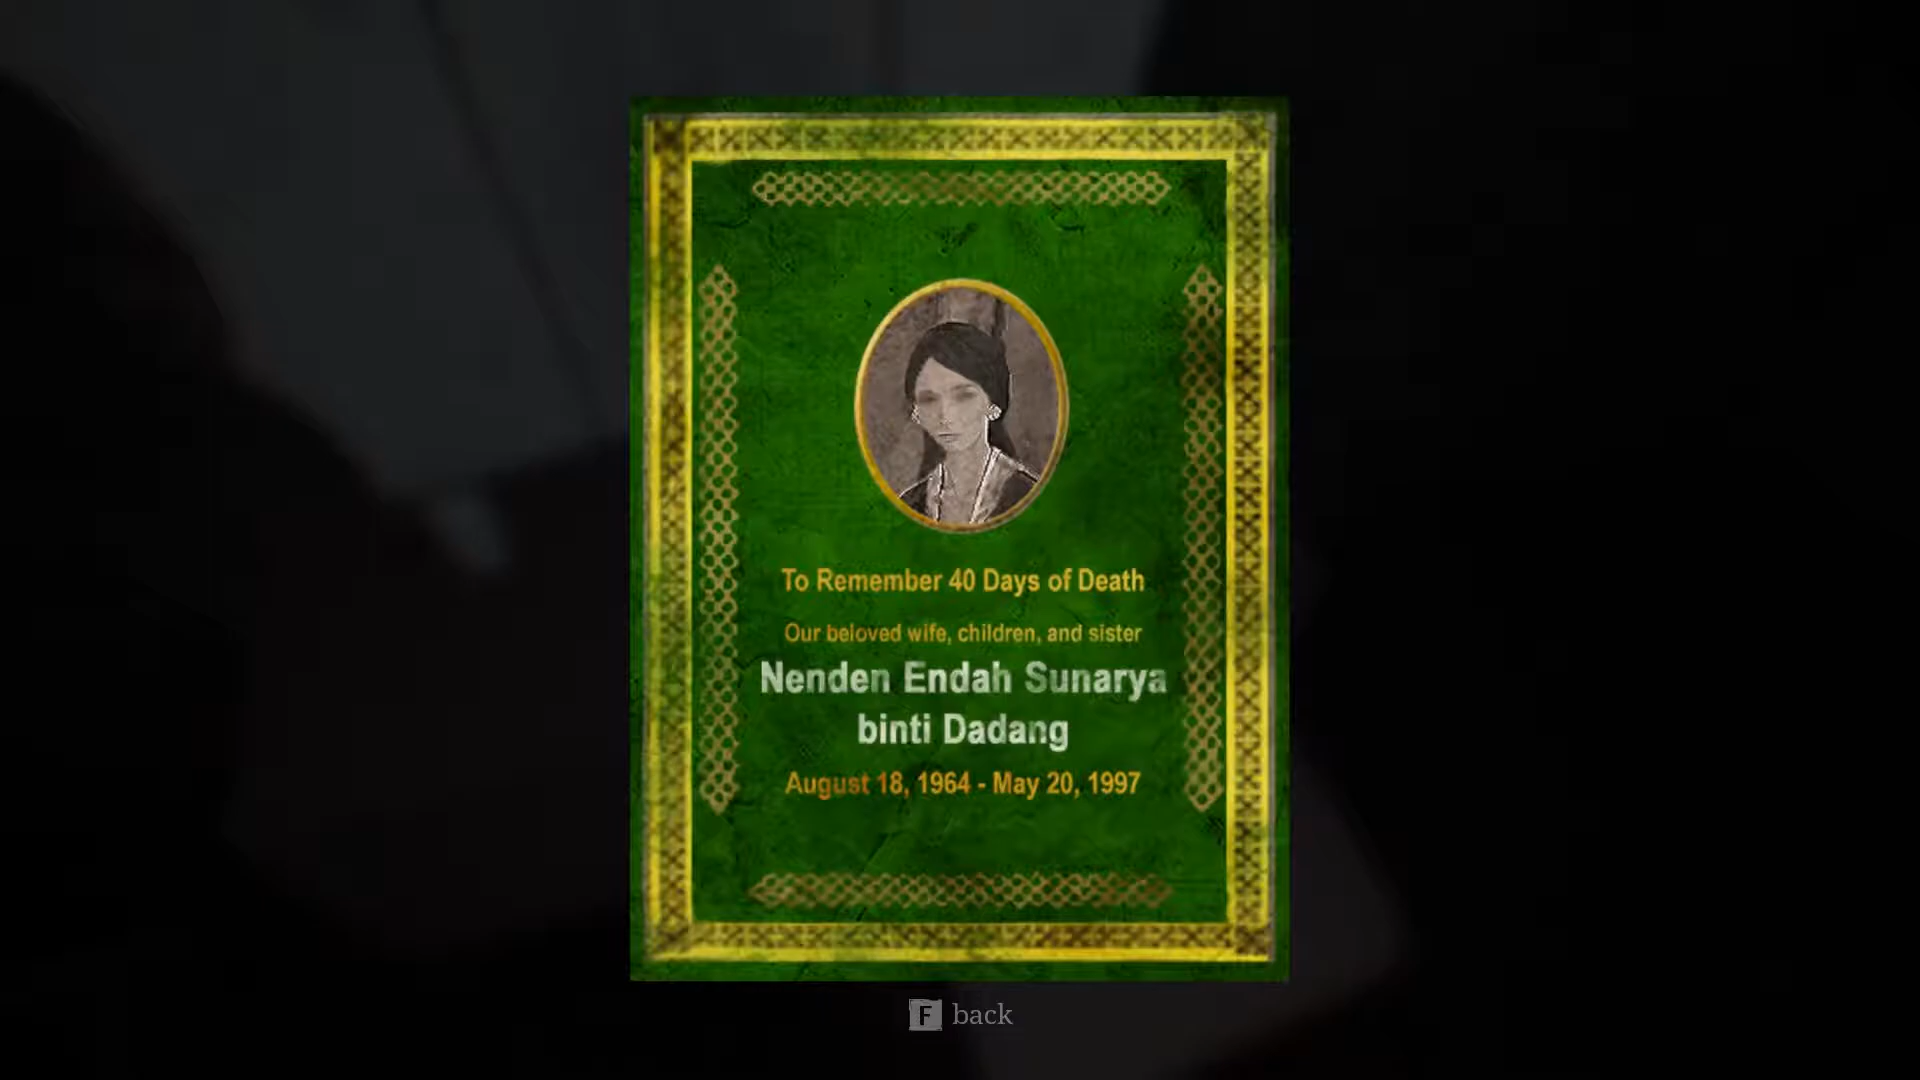 To Remember 40 Days of Death
Our beloved wife, children, and sister
Nenden Endah Sunarya
binti Dadang
August 18, 1964 - May 20, 1997
F back